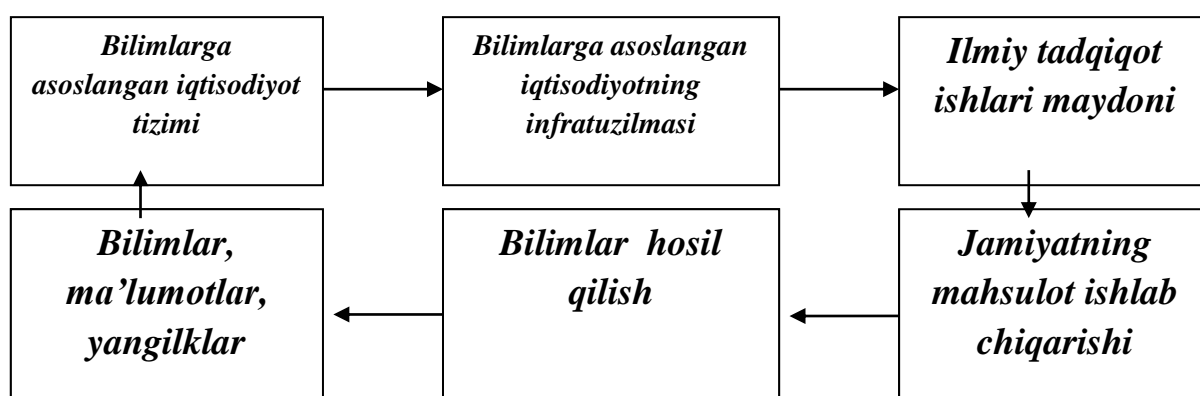 Bilimlarga
asoslangan iqtisodiyot
tizimi
Bilimlarga asoslangan
iqtisodiyotning
infratuzilmasi
Ilmiy tadqiqot
ishlari maydoni
Bilimlar,
ma’lumotlar,
yangilklar
Bilimlar hosil
qilish
Jamiyatning
mahsulot ishlab
chiqarishi